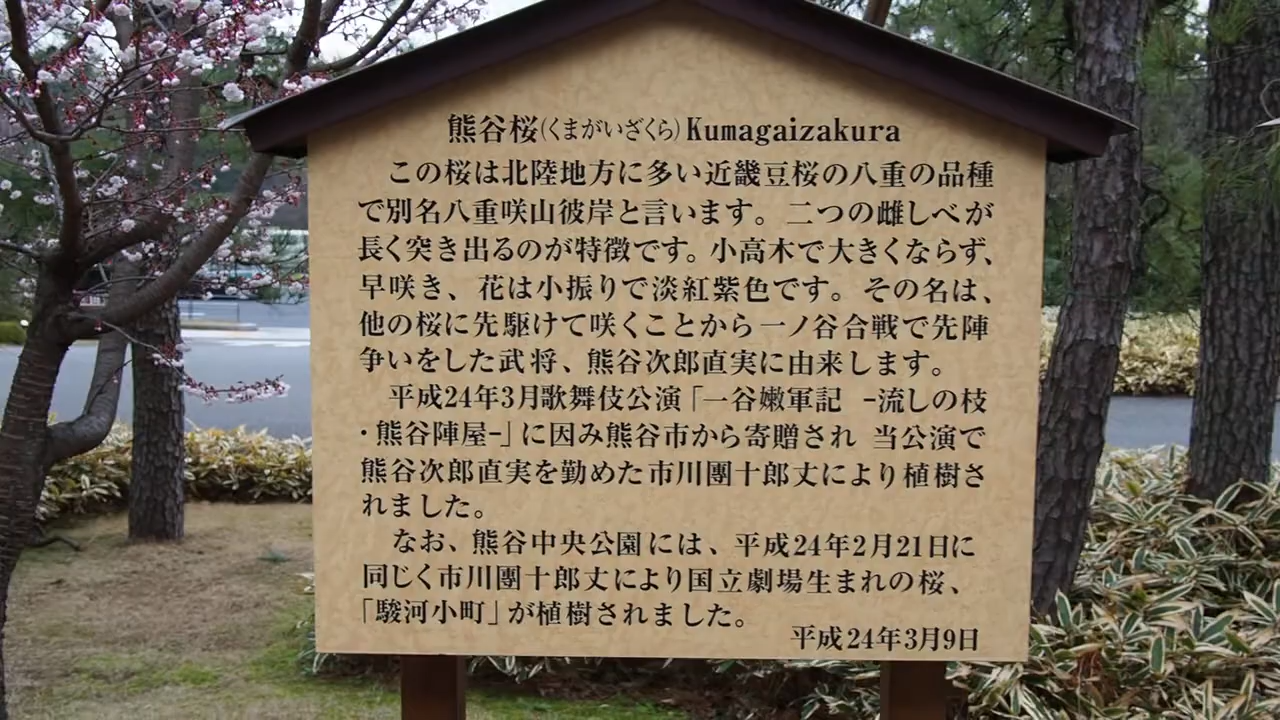 熊谷桜(くまがいざくら)Kumagaizakura
この桜は北陸地方に多い近畿豆桜の八重の品種
で別名八重咲山彼岸と言います。二つの雌しべが
長く突き出るのが特徴です。小高木で大きくならず、
早咲き、花は小振りで淡紅紫色です。その名は、
他の桜に先駆けて咲くことから一ノ谷合戦で先陣
争いをした武将、熊谷次郎直実に由来します。
平成24年3月歌舞伎公演「一谷嫩軍記 -流しの枝
・熊谷陣屋-」に因み熊谷市から寄贈され 当公演で
熊谷次郎直実を勤めた市川團十郎丈により植樹さ
れました。
なお、熊谷中央公園には、平成24年2月21日に
同じく市川團十郎丈により国立劇場生まれの桜、
「駿河小町」が植樹されました。
平成24年3月9日